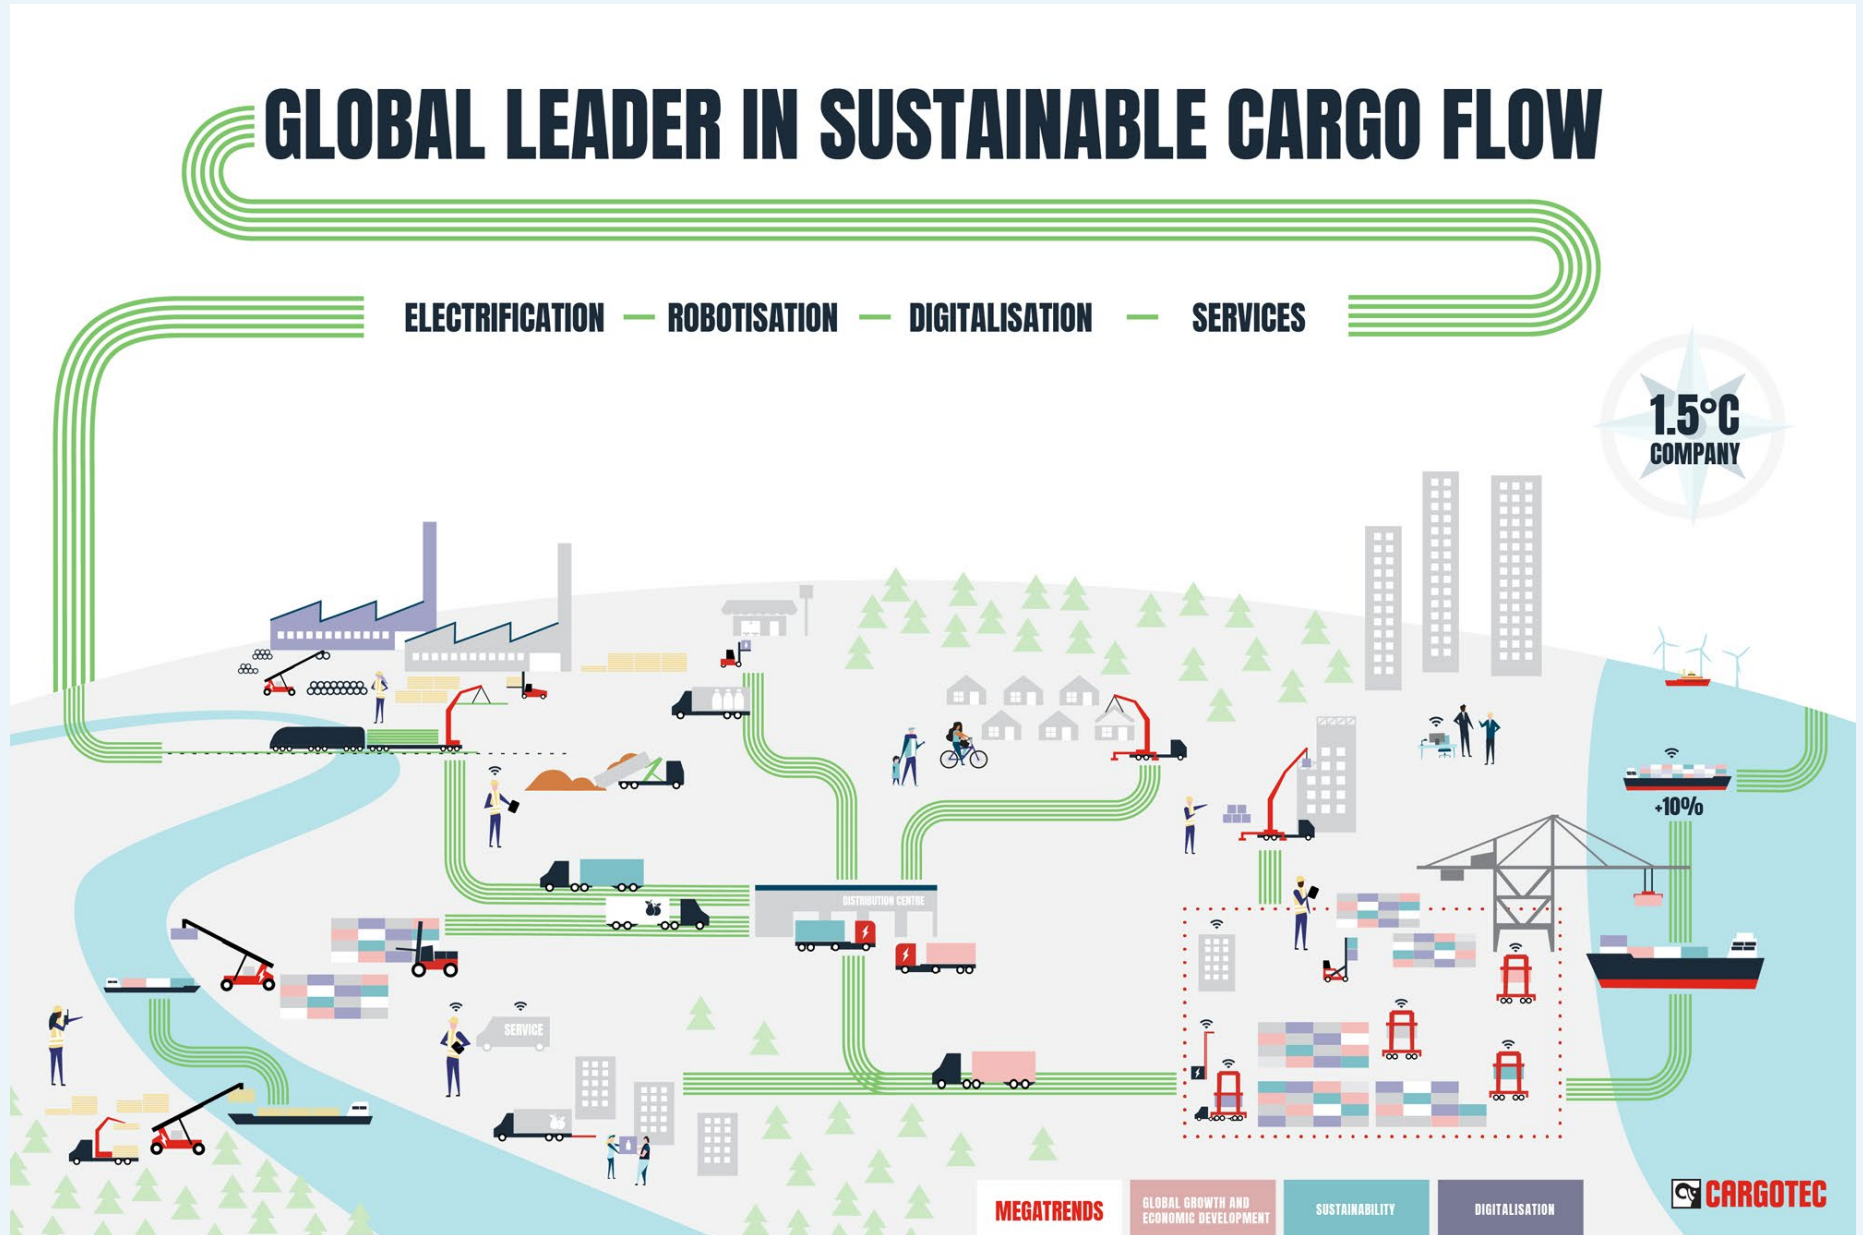 GLOBAL LEADER IN SUSTAINABLE CARGO FLOW
ELECTRIFICATION — ROBOTISATION — DIGITALISATION — SERVICES
1.5°C
COMPANY
+10%
DISTRIBUTION CENTRE
SERVICE
MEGATRENDS
GLOBAL GROWTH AND
ECONOMIC DEVELOPMENT
SUSTAINABILITY
DIGITALISATION
CARGOTEC